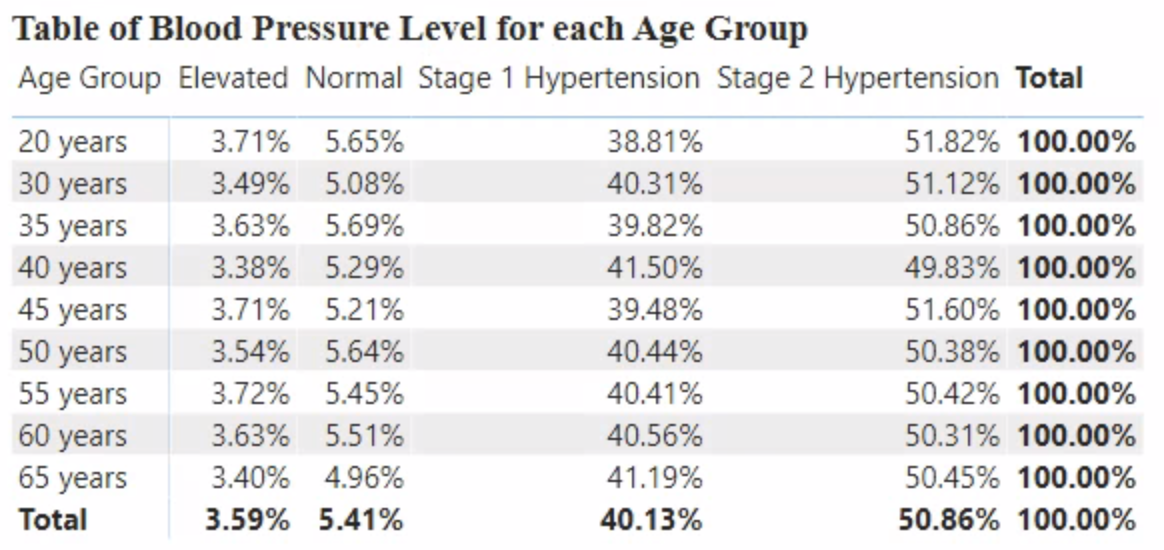 Table of Blood Pressure Level for each Age Group
Age Group Elevated Normal Stage 1 Hypertension Stage 2 Hypertension Total
20 years 3.71% 5.65% 38.81% 51.82% 100.00%
30 years 3.49% 5.08% 40.31% 51.12% 100.00%
35 years 3.63% 5.69% 39.82% 50.86% 100.00%
40 years 3.38% 5.29% 41.50% 49.83% 100.00%
45 years 3.71% 5.21% 39.48% 51.60% 100.00%
50 years 3.54% 5.64% 40.44% 50.38% 100.00%
55 years 3.72% 5.45% 40.41% 50.42% 100.00%
60 years 3.63% 5.51% 40.56% 50.31% 100.00%
65 years 3.40% 4.96% 41.19% 50.45% 100.00%
Total 3.59% 5.41% 40.13% 50.86% 100.00%